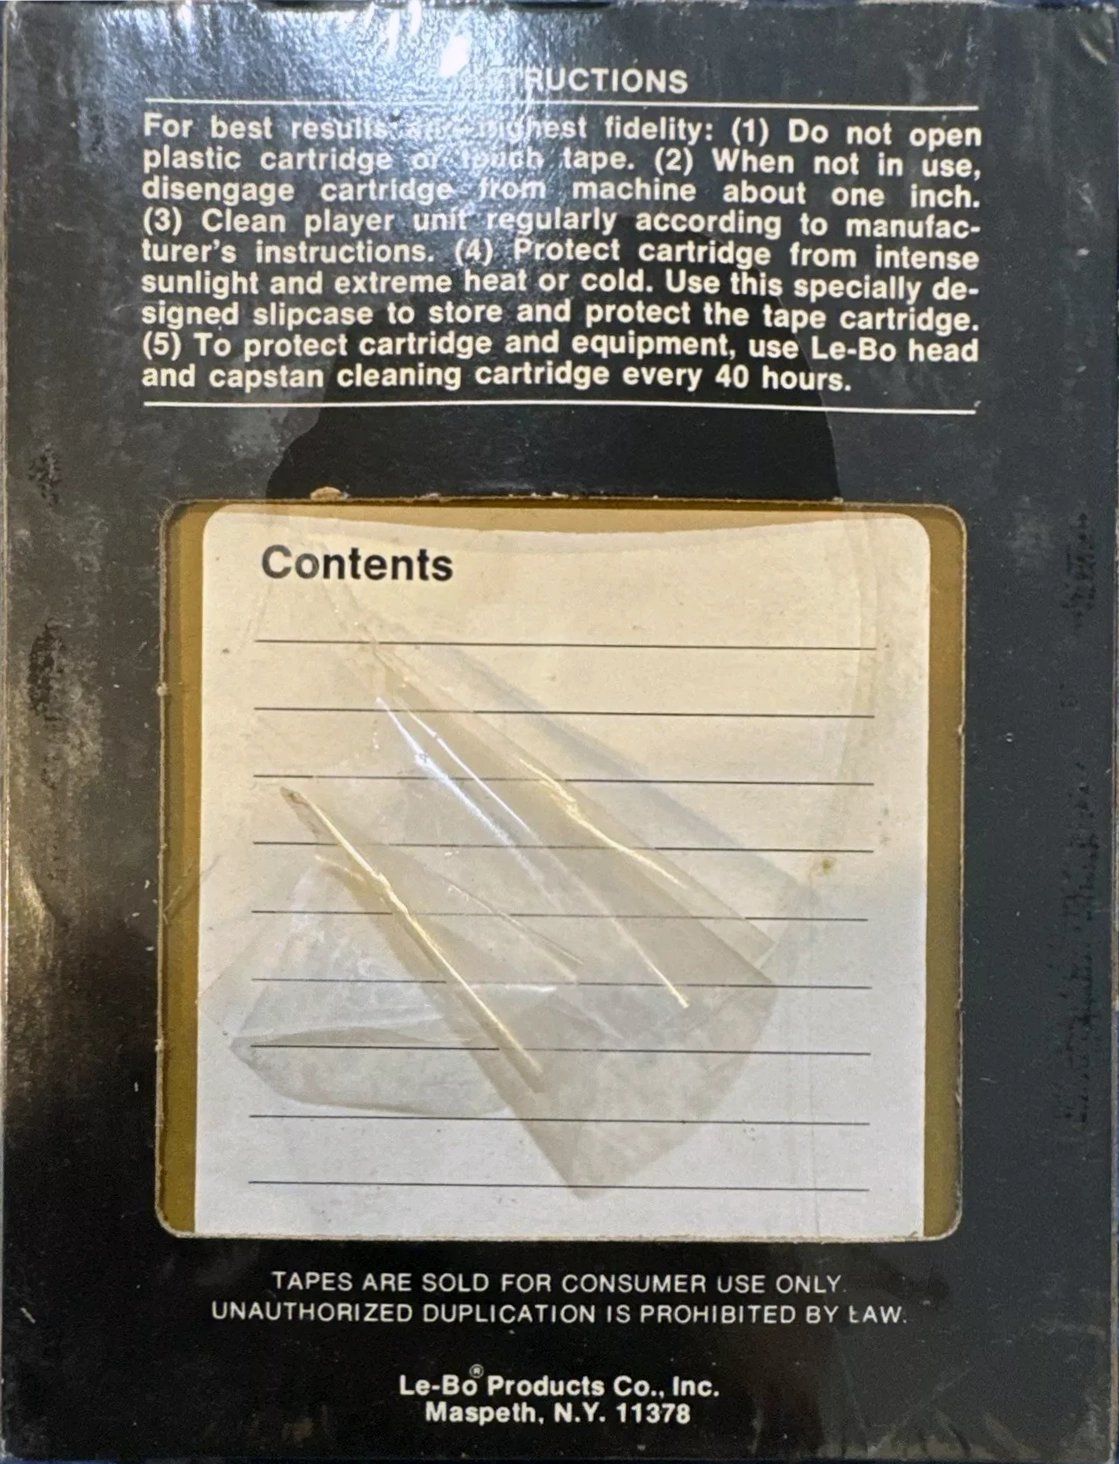 TRUCTIONS
For best results highest fidelity: (1) Do not open
plastic cartridge or touch tape. (2) When not in use,
disengage cartridge from machine about one inch.
(3) Clean player unit regularly according to manufac-
turer's instructions. (4) Protect cartridge from intense
sunlight and extreme heat or cold. Use this specially de-
signed slipcase to store and protect the tape cartridge.
(5) To protect cartridge and equipment, use Le-Bo head
and capstan cleaning cartridge every 40 hours.
Contents
TAPES ARE SOLD FOR CONSUMER USE ONLY.
UNAUTHORIZED DUPLICATION IS PROHIBITED BY LAW.
Le-Bo® Products Co., Inc.
Maspeth, N.Y. 11378